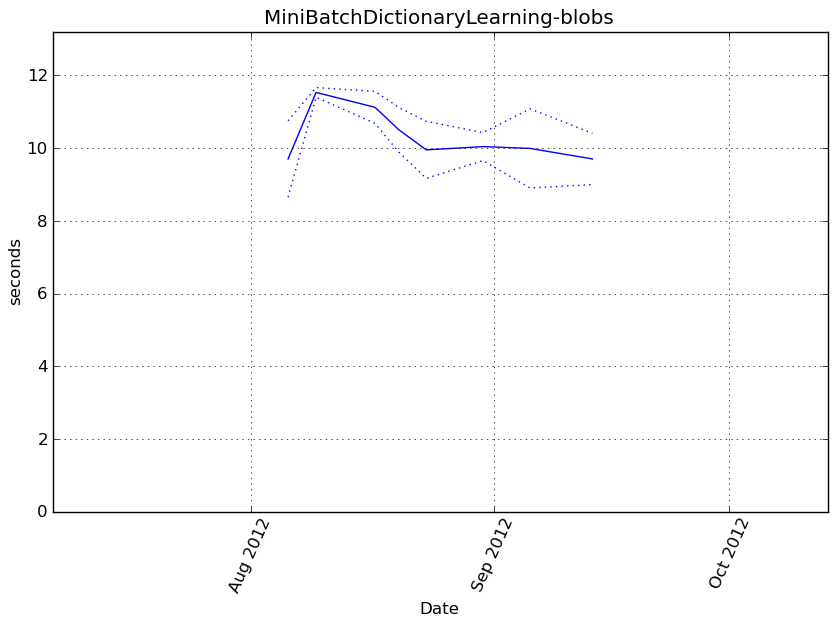 MiniBatchDictionaryLearning-blobs
12
10
8
6
4
2
0
seconds
Aug 2012
Sep 2012
Oct 2012
Date